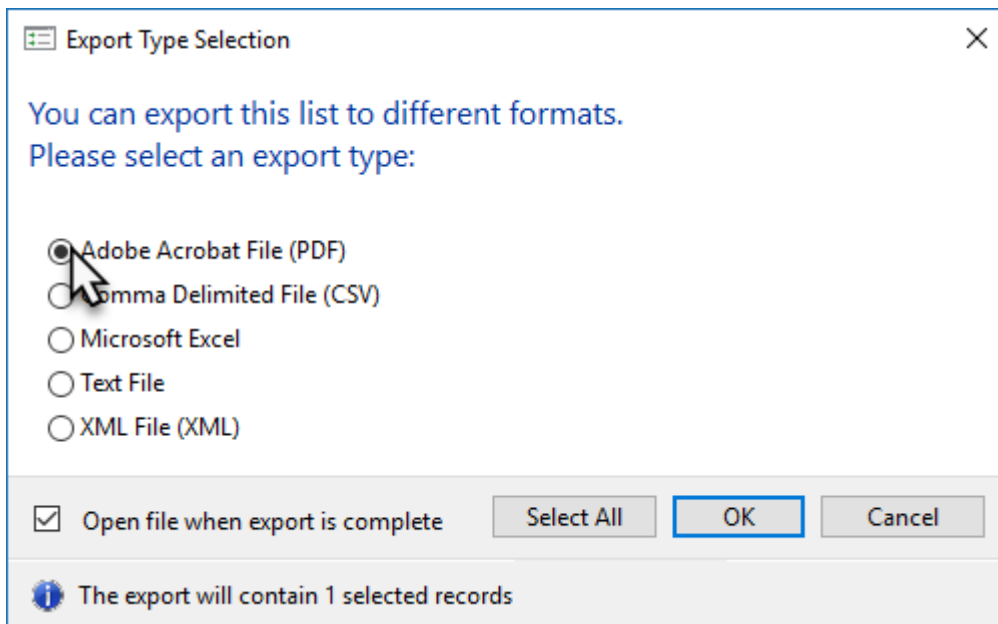 Export Type Selection
You can export this list to different formats.
Please select an export type:
Adobe Acrobat File (PDF)
Comma Delimited File (CSV)
Microsoft Excel
Text File
XML File (XML)
Open file when export is complete
Select All
OK
Cancel
The export will contain 1 selected records